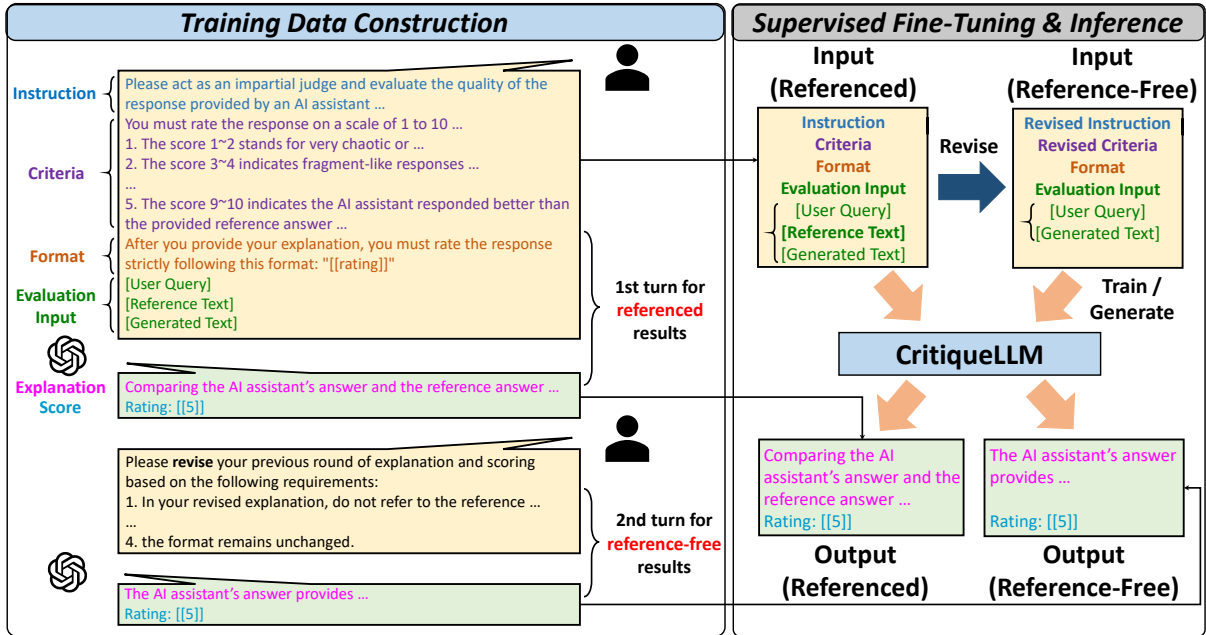 Training Data Construction
Instruction
Please act as an impartial judge and evaluate the quality of the
response provided by an AI assistant …
Criteria
You must rate the response on a scale of 1 to 10 …
1. The score 1~2 stands for very chaotic or …
2. The score 3~4 indicates fragment-like responses …
…
5. The score 9~10 indicates the AI assistant responded better than
the provided reference answer …
Format
After you provide your explanation, you must rate the response
strictly following this format: "[[rating]]"
Evaluation
Input
[User Query]
[Reference Text]
[Generated Text]
1st turn for
referenced
results
Explanation
Score
Comparing the AI assistant's answer and the reference answer …
Rating: [[5]]
Please revise your previous round of explanation and scoring
based on the following requirements:
1. In your revised explanation, do not refer to the reference …
…
4. the format remains unchanged.
2nd turn for
reference-free
results
The AI assistant's answer provides …
Rating: [[5]]
Supervised Fine-Tuning & Inference
Input
(Referenced)
Instruction
Criteria
Format
Evaluation Input
[User Query]
[Reference Text]
[Generated Text]
Revise
Input
(Reference-Free)
Revised Instruction
Revised Criteria
Format
Evaluation Input
[User Query]
[Generated Text]
Train /
Generate
CritiqueLLM
Comparing the AI
assistant's answer and the
reference answer …
Rating: [[5]]
Output
(Referenced)
The AI assistant's answer
provides …
Rating: [[5]]
Output
(Reference-Free)